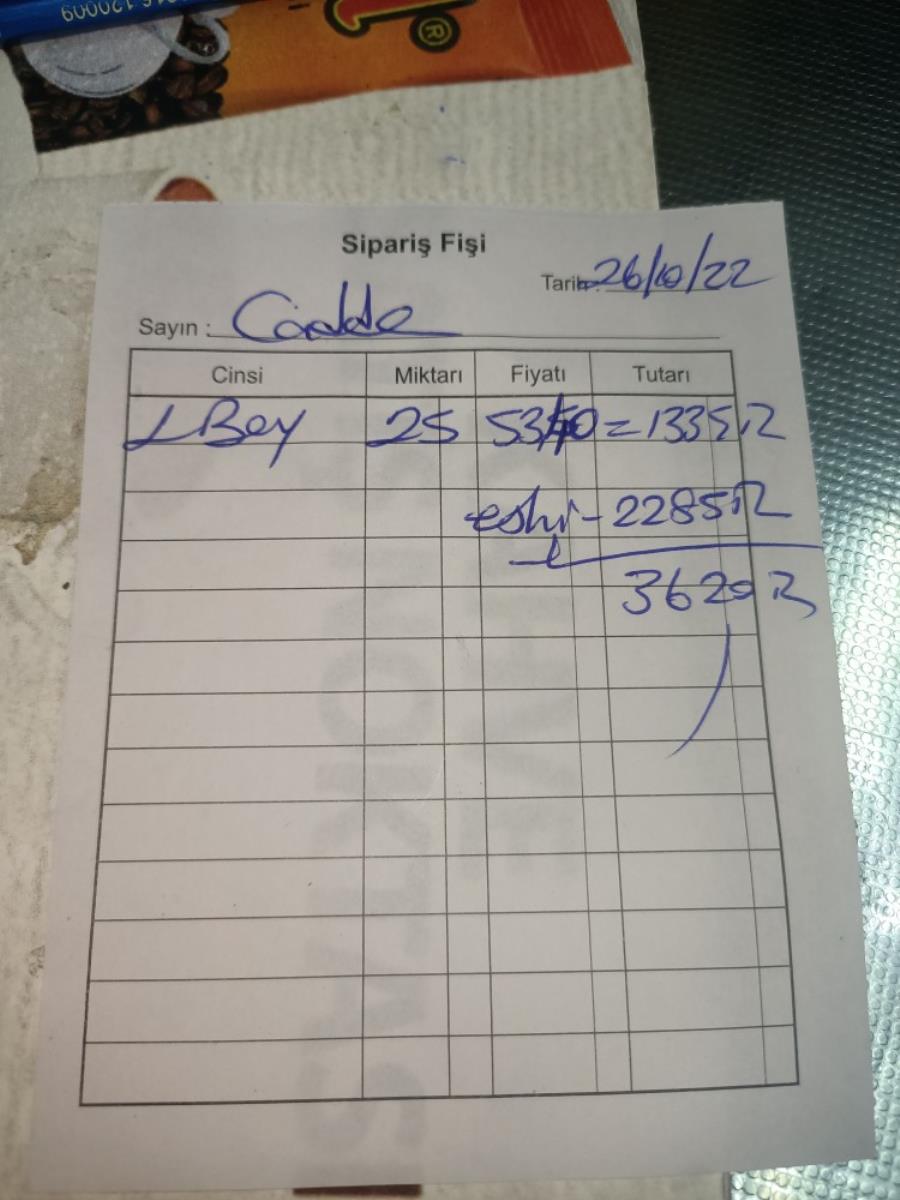 120009
®
Sipariş Fişi
Tarih: 26/10/22
Sayın : Cadde
Cinsi Miktarı Fiyatı Tutarı
L Bey 25 53,40 = 1335 TL
eski - 2285 TL
3620 TL